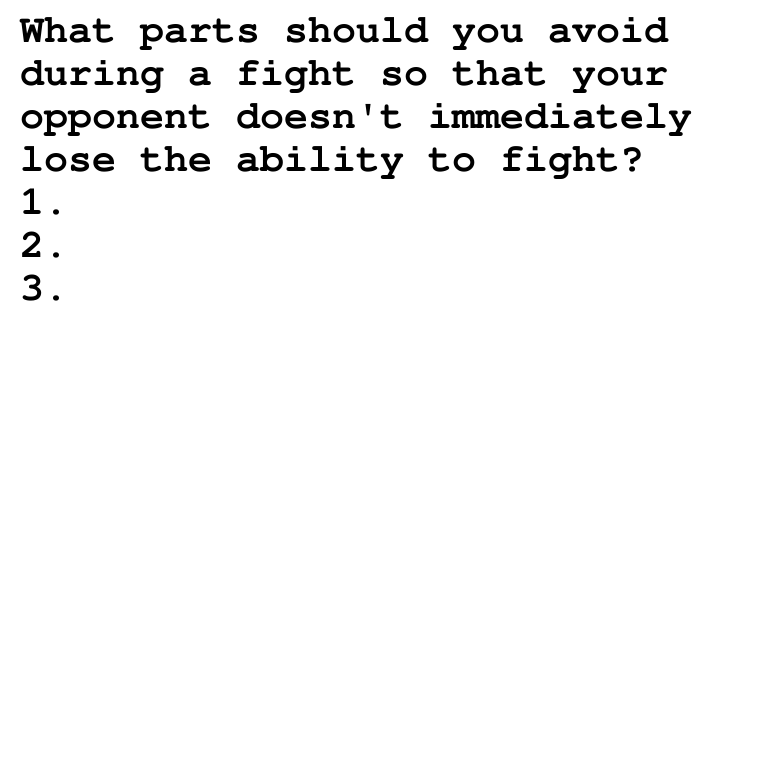 What parts should you avoid
during a fight so that your
opponent doesn't immediately
lose the ability to fight?
1.
2.
3.